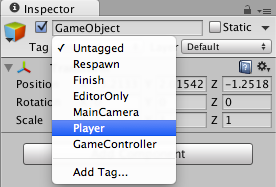 Inspector
GameObject Static
Tag Default
Untagged
Respawn
Finish
EditorOnly
MainCamera
Player
GameController
Add Tag...
Position 1542 Z -1.2518
Rotatio Z 0
Scale Z 1